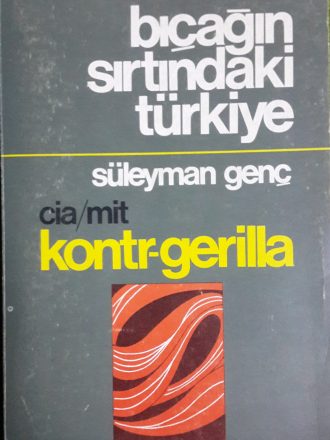 bıçağın
sırtındaki
türkiye
süleyman genç
cia/mit
kontr-gerilla